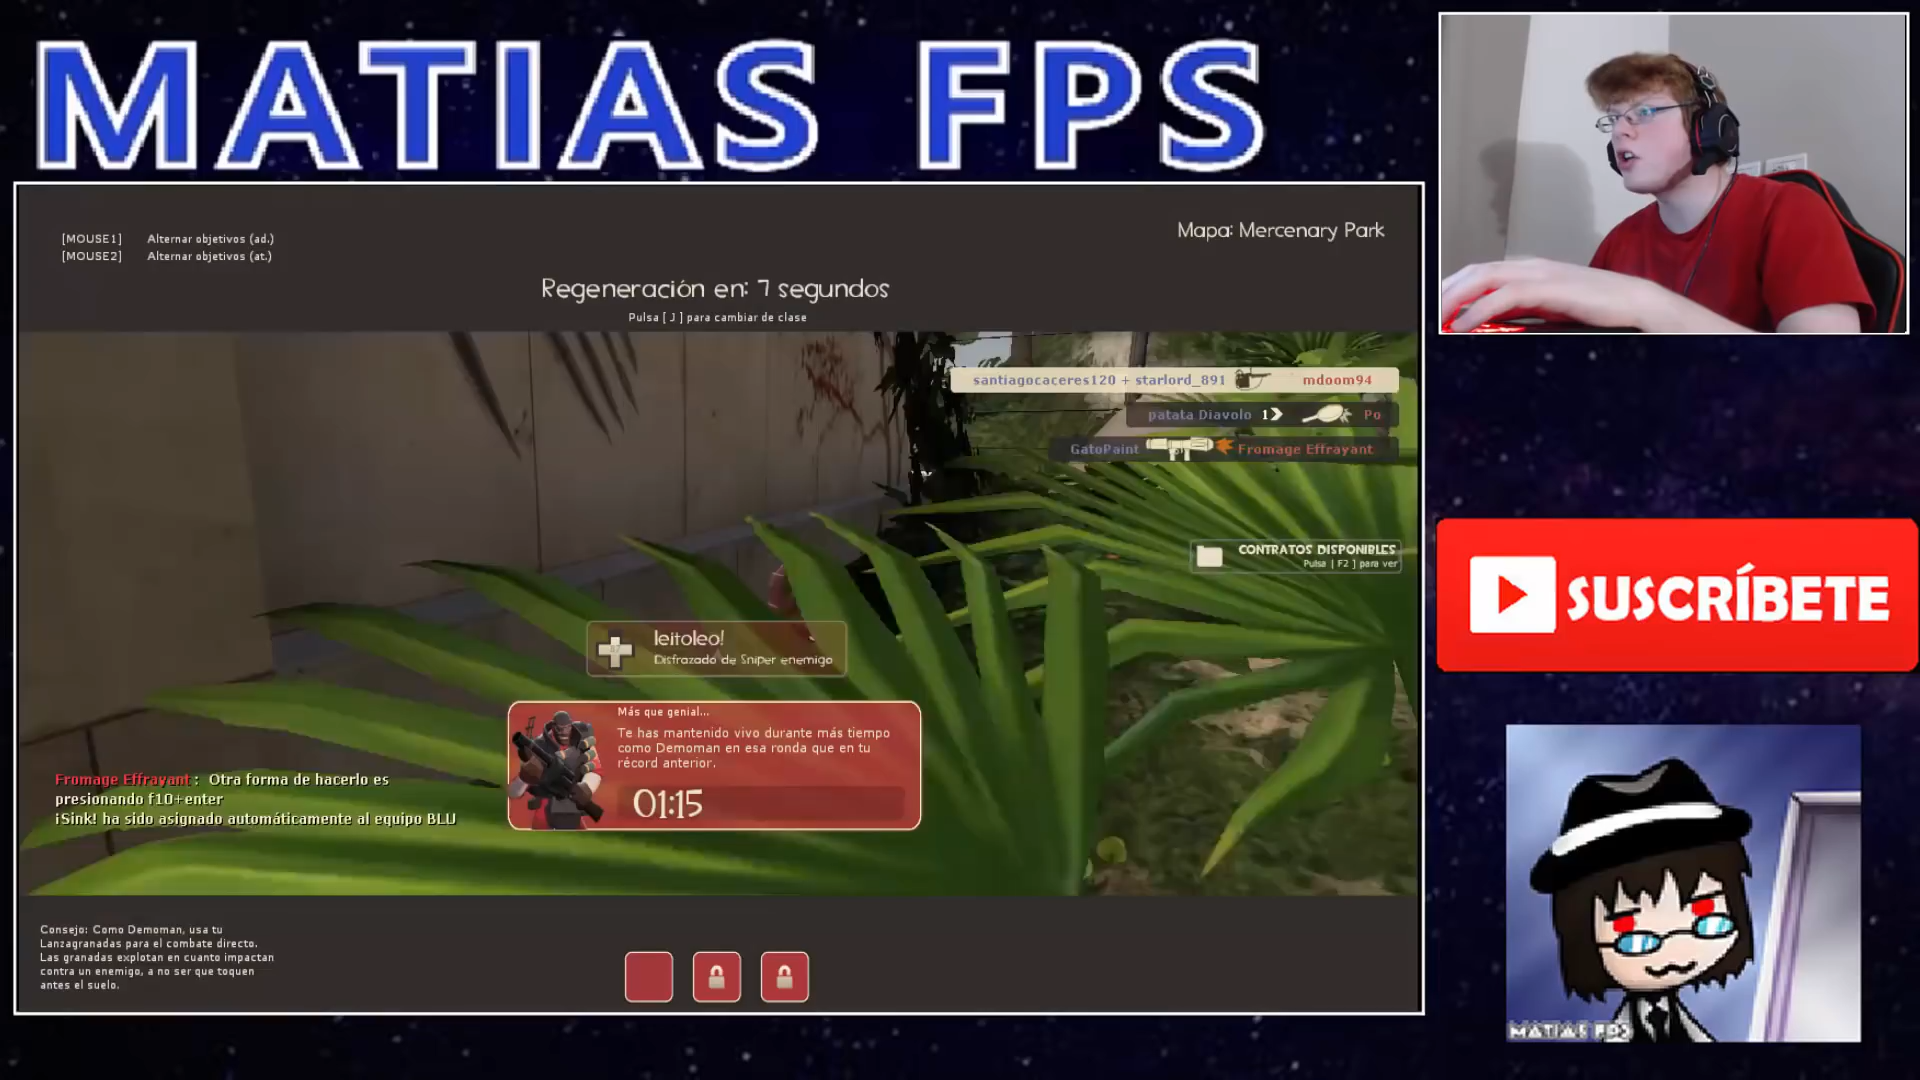 MATIAS FPS
[MOUSE1] Alternar objetivos (ad.)
[MOUSE2] Alternar objetivos (at.)
Mapa: Mercenary Park
Regeneración en: 7 segundos
Pulsa [ J ] para cambiar de clase
santiagocaceres120 + starlord_891 mdoom94
patata Diavolo 1 Po
GatoPaint Fromage Effrayant
CONTRATOS DISPONIBLES
Pulsa [ F2 ] para ver
SUSCRÍBETE
leitoleo!
Disfrazado de Sniper enemigo
Más que genial...
Te has mantenido vivo durante más tiempo
como Demoman en esa ronda que en tu
récord anterior.
01:15
Fromage Effrayant : Otra forma de hacerlo es
presionando f10+enter
¡Sink! ha sido asignado automáticamente al equipo BLU
Consejo: Como Demoman, usa tu
Lanzagranadas para el combate directo.
Las granadas explotan en cuanto impactan
contra un enemigo, a no ser que toquen
antes el suelo.
MATIAS FPS